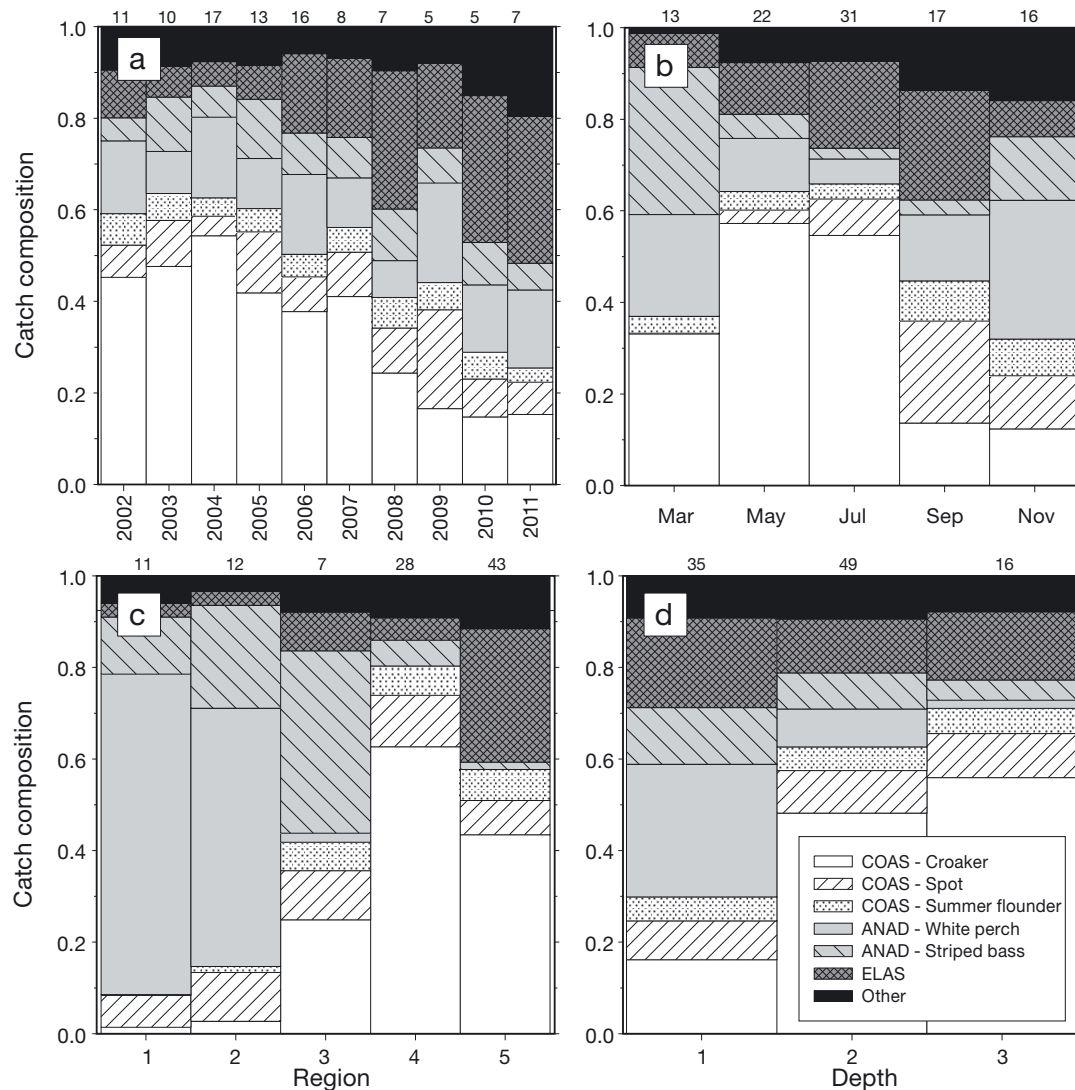 11 10 17 13 16 8 7 5 5 7
a
Catch composition
1.0
0.8
0.6
0.4
0.2
0.0
2002 2003 2004 2005 2006 2007 2008 2009 2010 2011
13 22 31 17 16
b
1.0
0.8
0.6
0.4
0.2
0.0
Mar May Jul Sep Nov
11 12 7 28 43
c
Catch composition
1.0
0.8
0.6
0.4
0.2
0.0
1 2 3 4 5
Region
35 49 16
d
1.0
0.8
0.6
0.4
0.2
0.0
COAS - Croaker
COAS - Spot
COAS - Summer flounder
ANAD - White perch
ANAD - Striped bass
ELAS
Other
1 2 3
Depth